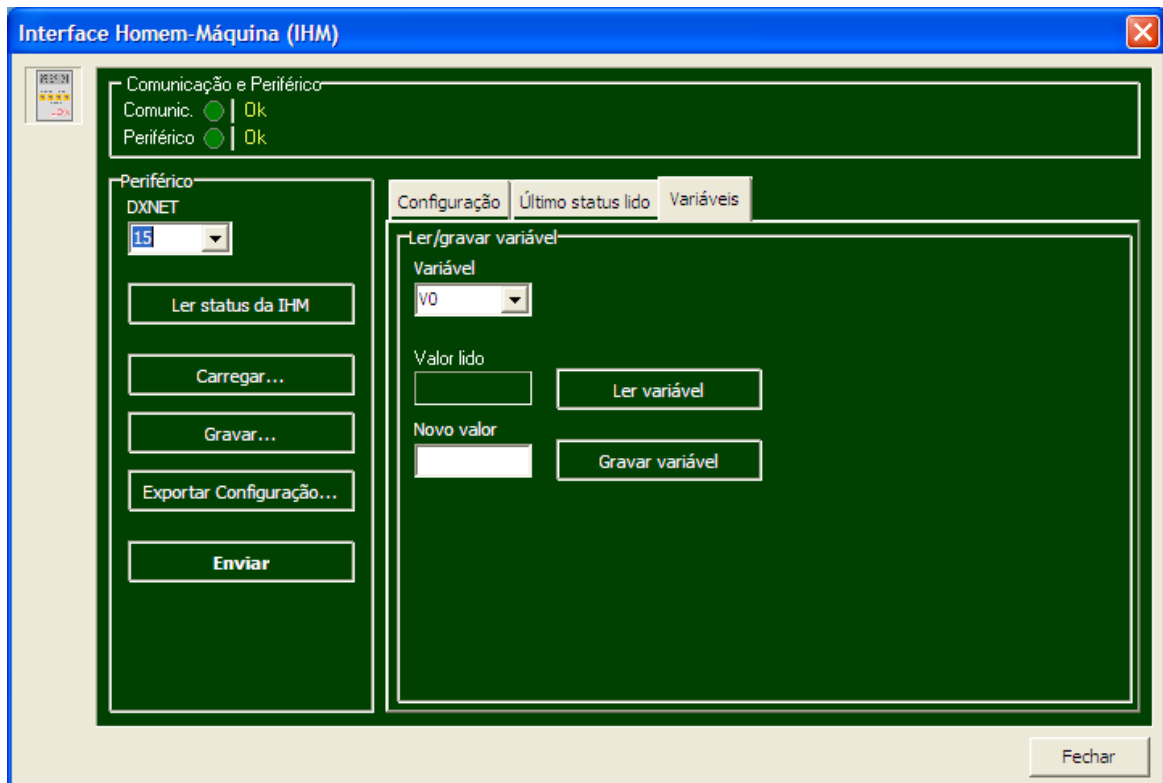 Interface Homem-Máquina (IHM)
Comunicação e Periférico
Comunic. Ok
Periférico Ok
Periférico
DXNET
15
Ler status da IHM
Carregar...
Gravar...
Exportar Configuração...
Enviar
Configuração Último status lido Variáveis
Ler/gravar variável
Variável
V0
Valor lido
Ler variável
Novo valor
Gravar variável
Fechar